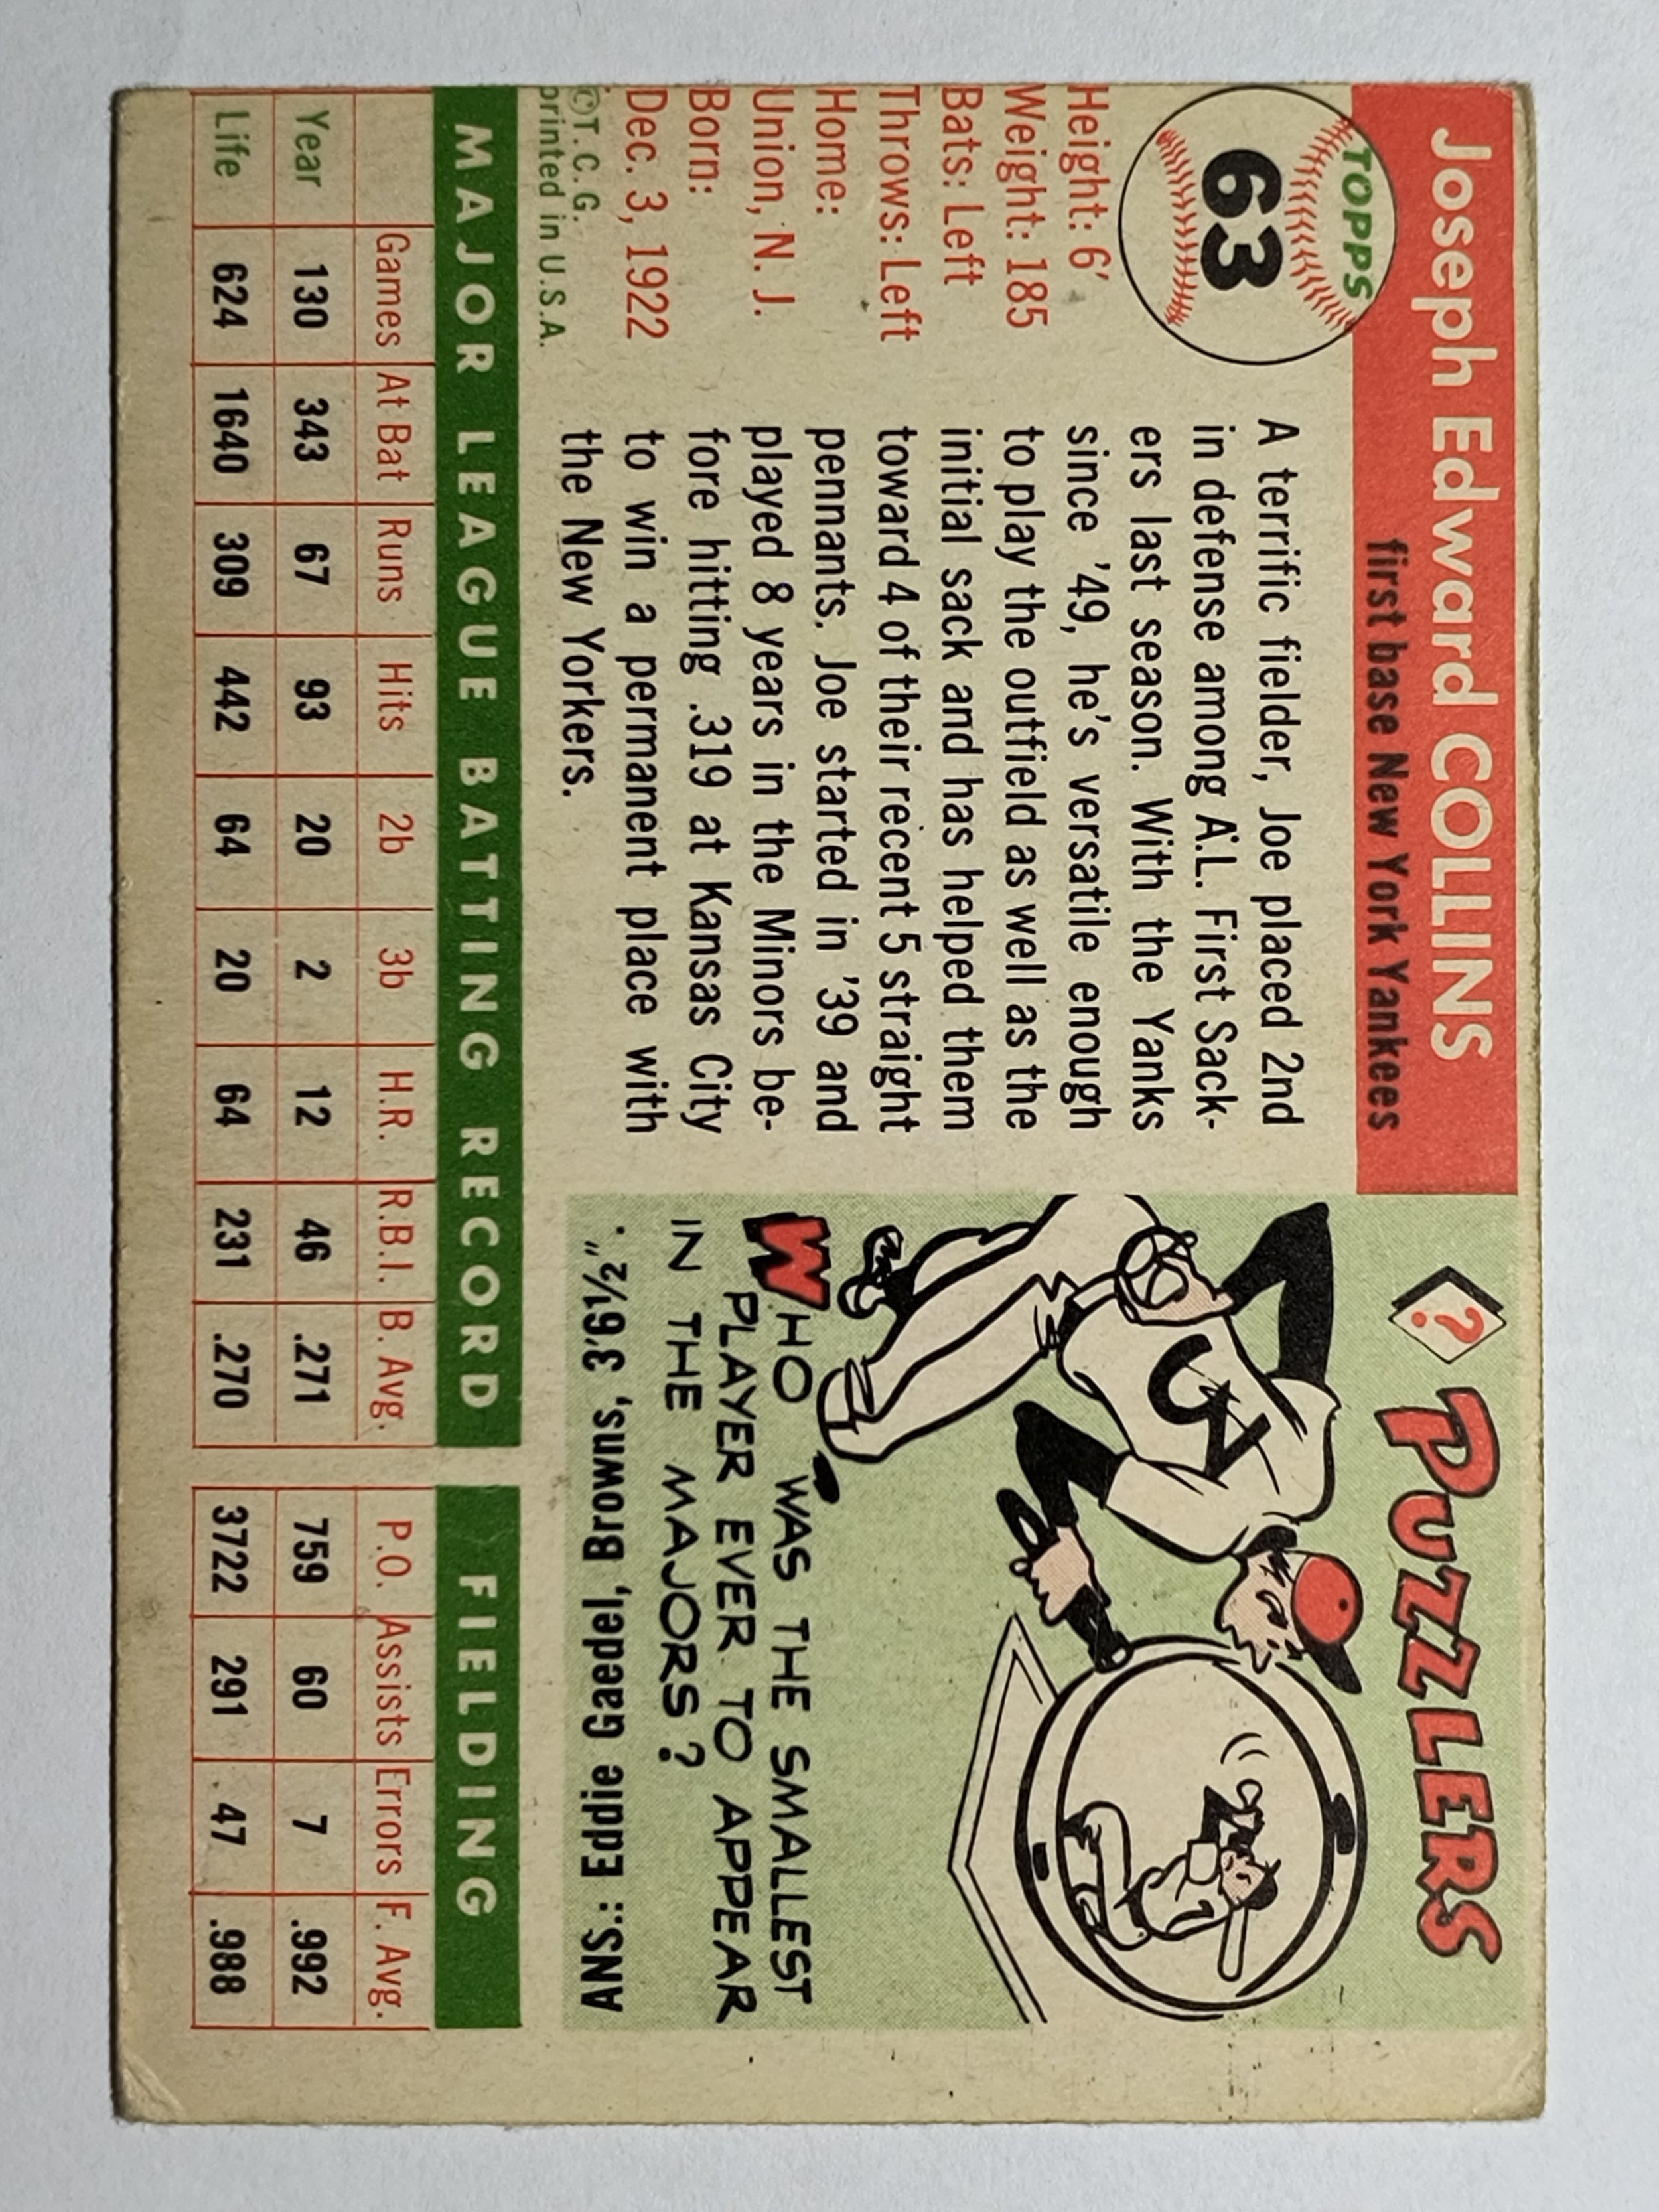 Joseph Edward COLLINS
first base New York Yankees
TOPPS
63
Height: 6'
Weight: 185
Bats: Left
Throws: Left
Home:
Union, N. J.
Born:
Dec. 3, 1922
©T. C. G.
printed in U.S.A.
A terrific fielder, Joe placed 2nd
in defense among A.L. First Sack-
ers last season. With the Yanks
since '49, he's versatile enough
to play the outfield as well as the
initial sack and has helped them
toward 4 of their recent 5 straight
pennants. Joe started in '39 and
played 8 years in the Minors be-
fore hitting .319 at Kansas City
to win a permanent place with
the New Yorkers.
? PUZZLERS
WHO WAS THE SMALLEST
PLAYER EVER TO APPEAR
IN THE MAJORS?
ANS: Eddie Gaedel, Browns, 3'6½".
MAJOR LEAGUE BATTING RECORD FIELDING
Games At Bat Runs Hits 2b 3b H.R. R.B.I. B. Avg. P.O. Assists Errors F. Avg.
Year 130 343 67 93 20 2 12 46 .271 759 60 7 .992
Life 624 1640 309 442 64 20 64 231 .270 3722 291 47 .988